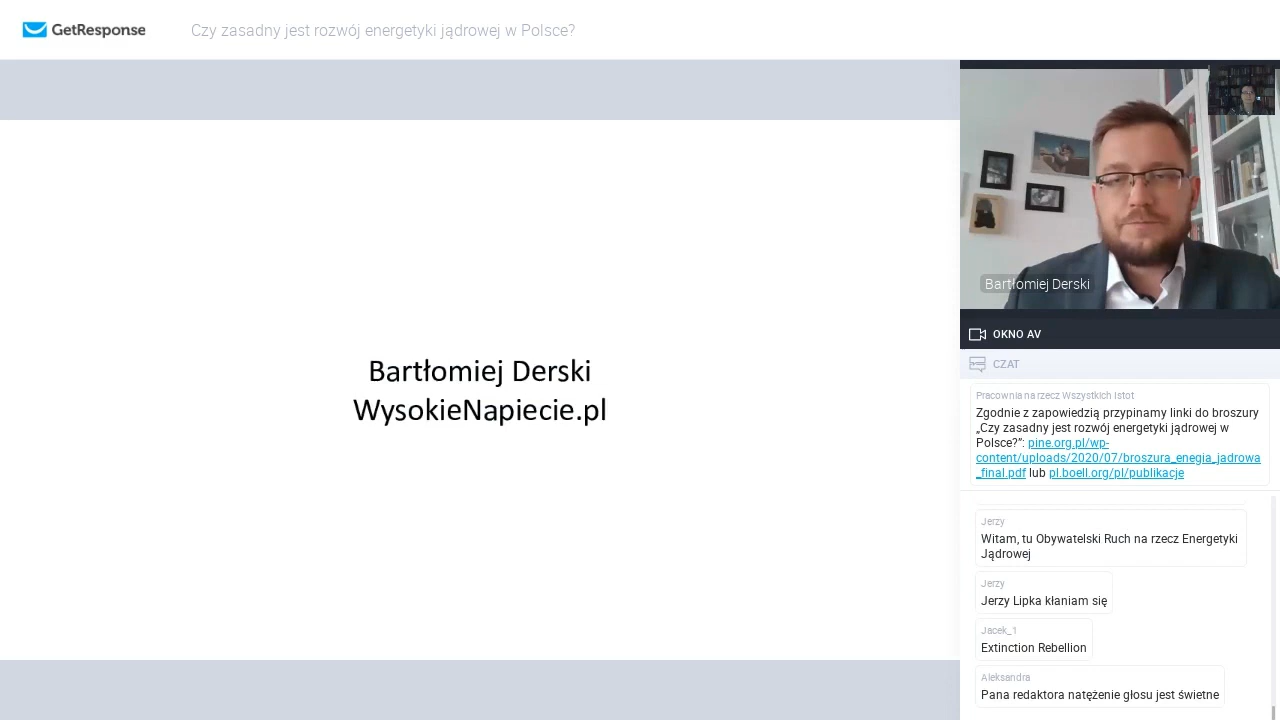 GetResponse
Czy zasadny jest rozwój energetyki jądrowej w Polsce?
Bartłomiej Derski
WysokieNapiecie.pl
Bartłomiej Derski
OKNO AV
CZAT
Pracownia na rzecz Wszystkich Istot
Zgodnie z zapowiedzią przypinamy linki do broszury
„Czy zasadny jest rozwój energetyki jądrowej w
Polsce?”: pine.org.pl/wp-
content/uploads/2020/07/broszura_enegia_jadrowa
_final.pdf lub pl.boell.org/pl/publikacje
Jerzy
Witam, tu Obywatelski Ruch na rzecz Energetyki
Jądrowej
Jerzy
Jerzy Lipka kłaniam się
Jacek_1
Extinction Rebellion
Aleksandra
Pana redaktora natężenie głosu jest świetne